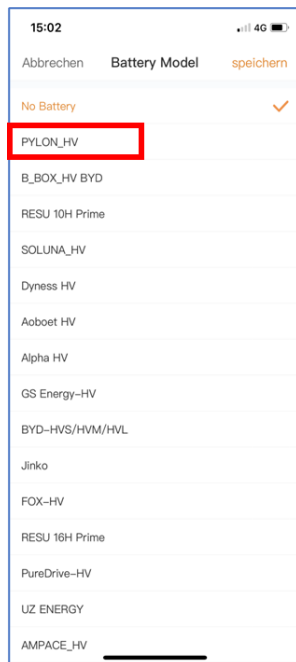 15:02 4G
Abbrechen Battery Model speichern
No Battery
PYLON_HV
B_BOX_HV BYD
RESU 10H Prime
SOLUNA_HV
Dyness HV
Aoboet HV
Alpha HV
GS Energy-HV
BYD-HVS/HVM/HVL
Jinko
FOX-HV
RESU 16H Prime
PureDrive-HV
UZ ENERGY
AMPACE_HV